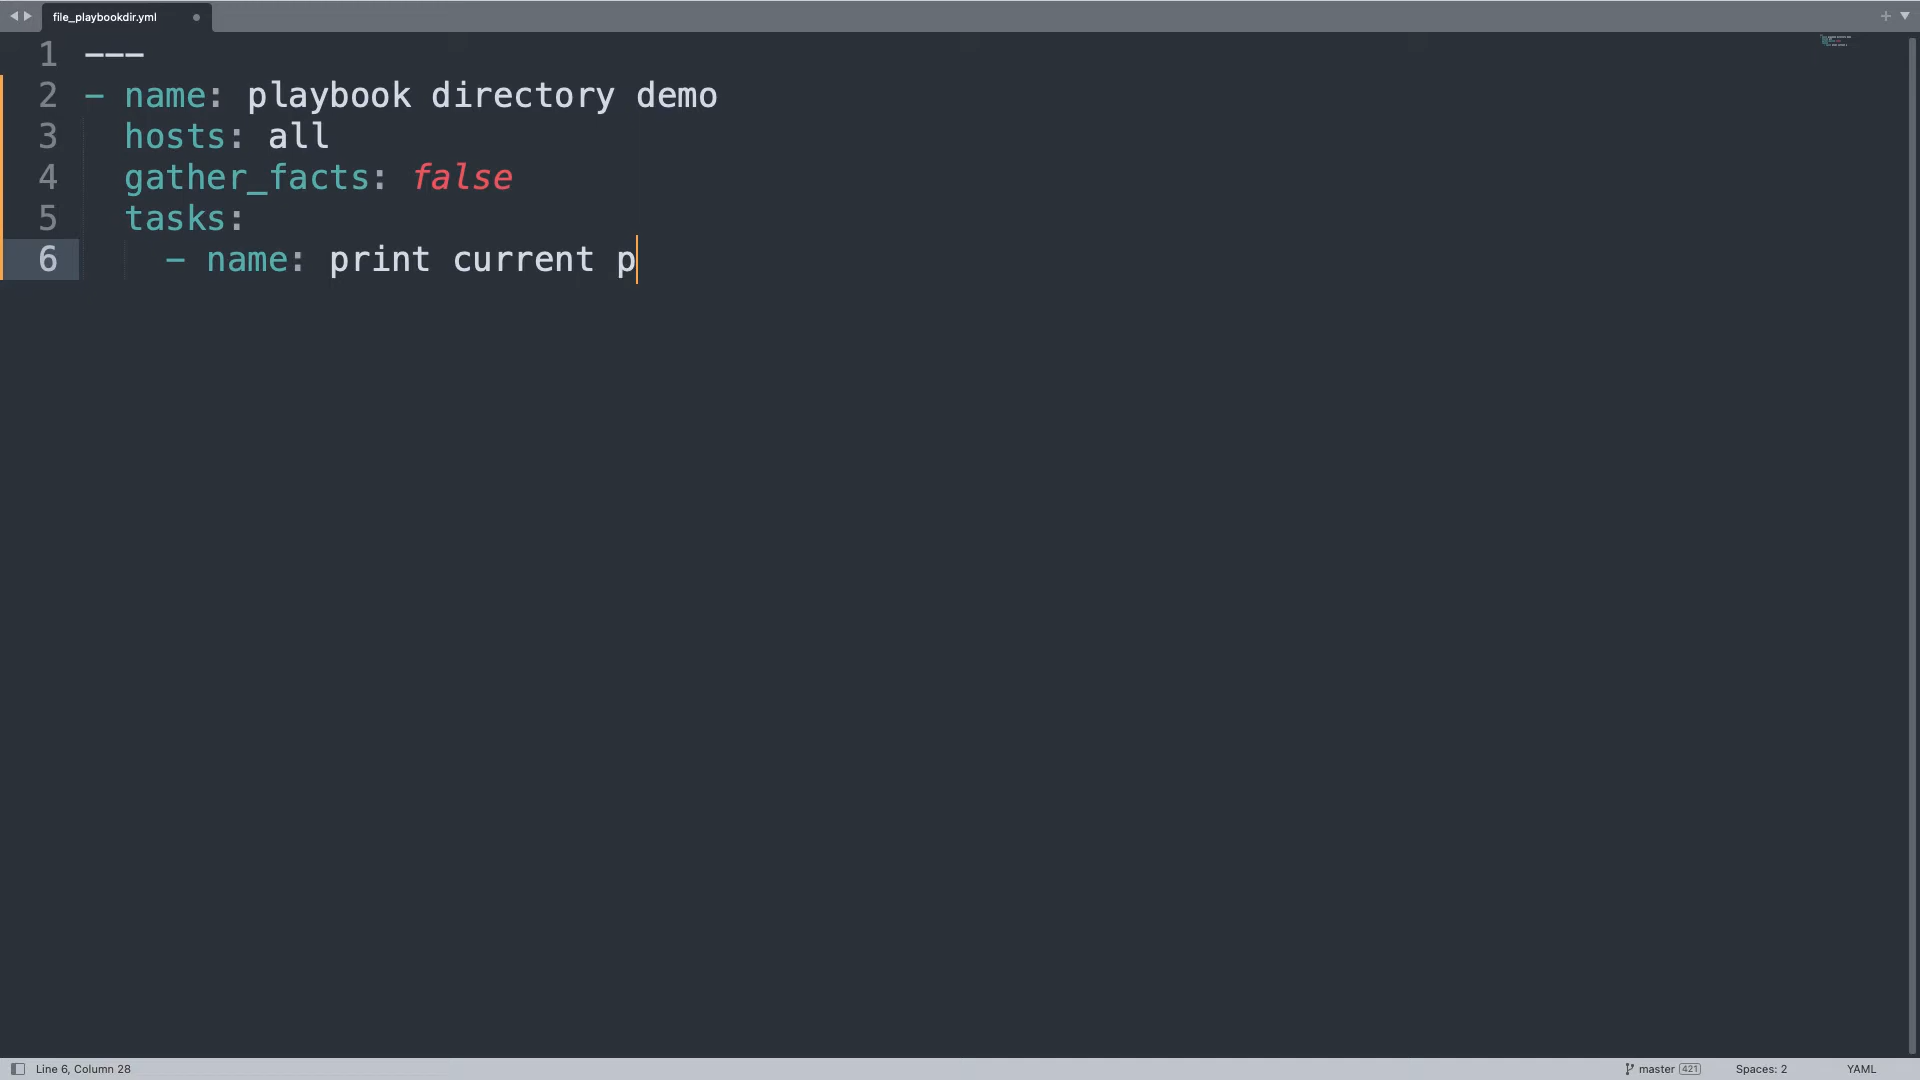 file_playbookdir.yml
1 ---
2 - name: playbook directory demo
3 hosts: all
4 gather_facts: false
5 tasks:
6 - name: print current p
Line 6, Column 28 master 421 Spaces: 2 YAML